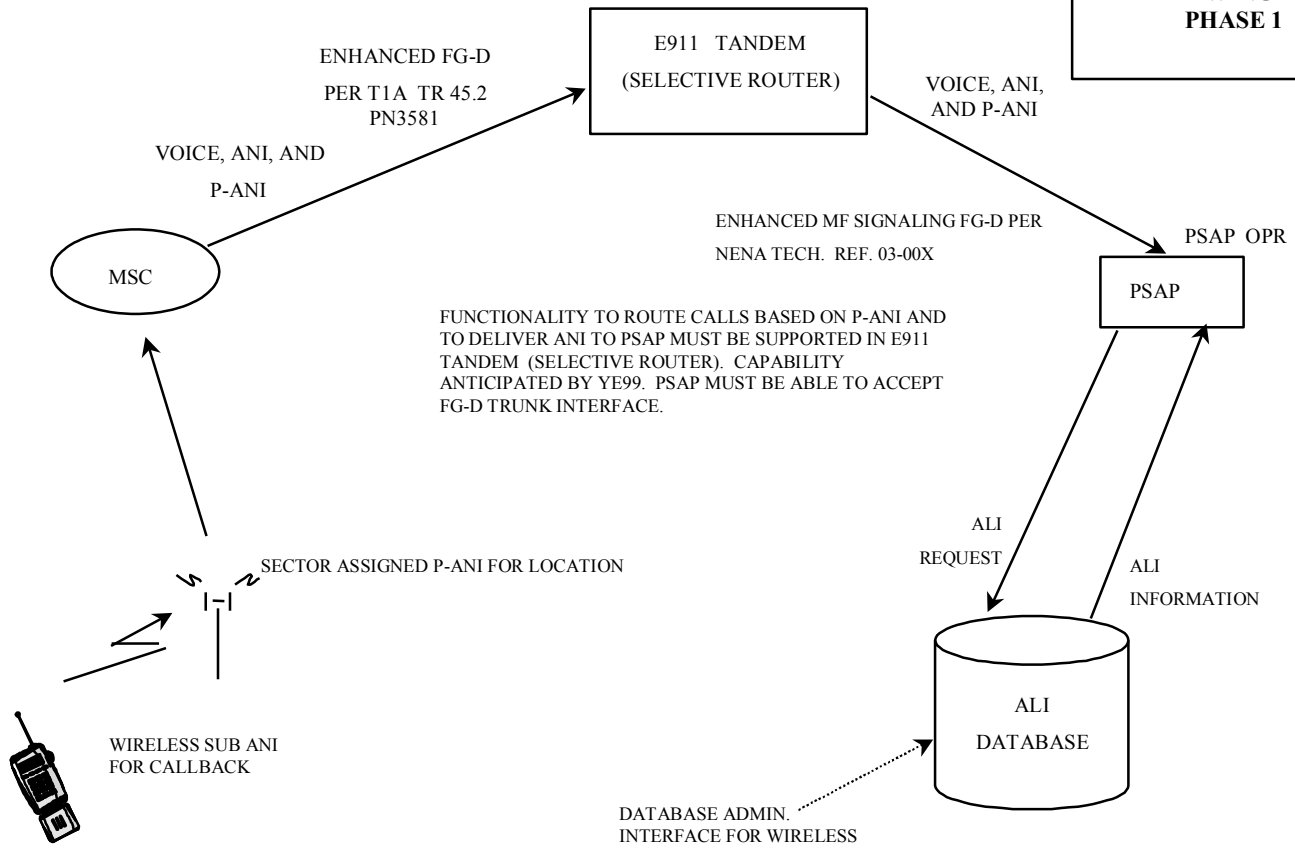 PHASE 1
E911 TANDEM
(SELECTIVE ROUTER)
ENHANCED FG-D
PER T1A TR 45.2
PN3581
VOICE, ANI,
AND P-ANI
VOICE, ANI, AND
P-ANI
ENHANCED MF SIGNALING FG-D PER
NENA TECH. REF. 03-00X
PSAP OPR
MSC
PSAP
FUNCTIONALITY TO ROUTE CALLS BASED ON P-ANI AND
TO DELIVER ANI TO PSAP MUST BE SUPPORTED IN E911
TANDEM (SELECTIVE ROUTER). CAPABILITY
ANTICIPATED BY YE99. PSAP MUST BE ABLE TO ACCEPT
FG-D TRUNK INTERFACE.
ALI
REQUEST
SECTOR ASSIGNED P-ANI FOR LOCATION
ALI
INFORMATION
ALI
DATABASE
WIRELESS SUB ANI
FOR CALLBACK
DATABASE ADMIN.
INTERFACE FOR WIRELESS